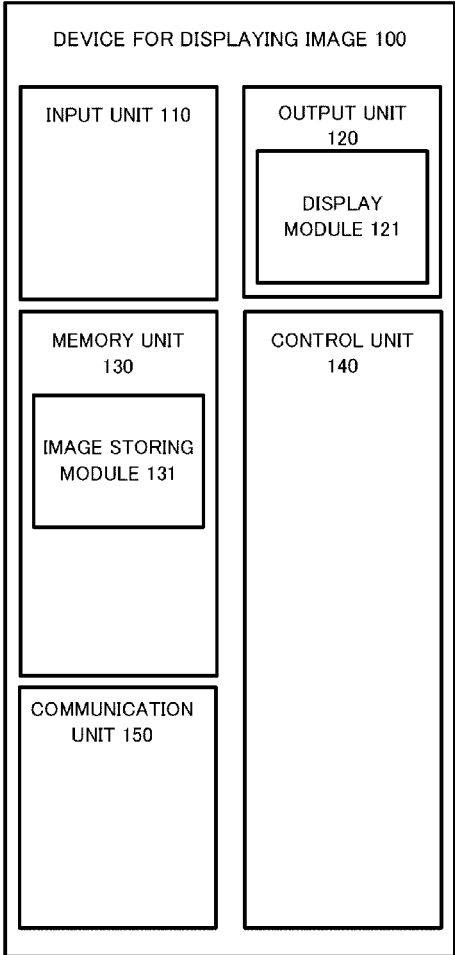 DEVICE FOR DISPLAYING IMAGE 100
INPUT UNIT 110
OUTPUT UNIT
120
DISPLAY
MODULE 121
MEMORY UNIT
130
IMAGE STORING
MODULE 131
CONTROL UNIT
140
COMMUNICATION
UNIT 150